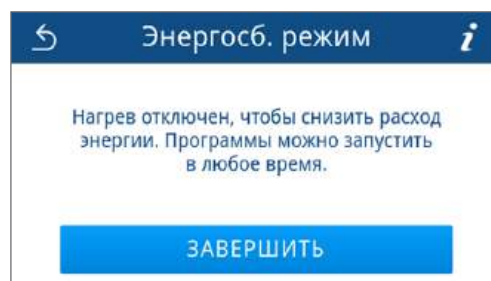 Энергосб. режим
Нагрев отключен, чтобы снизить расход
энергии. Программы можно запустить
в любое время.
ЗАВЕРШИТЬ